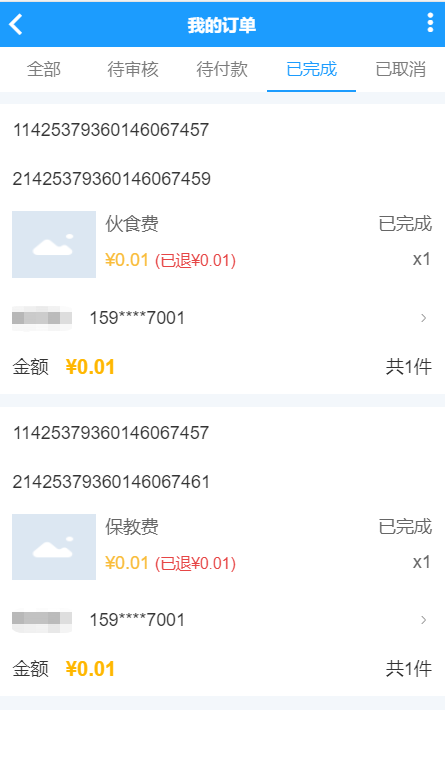 我的订单
全部 待审核 待付款 已完成 已取消
11425379360146067457
21425379360146067459
伙食费 已完成
¥0.01 (已退¥0.01) x1
159****7001
金额 ¥0.01 共1件
11425379360146067457
21425379360146067461
保教费 已完成
¥0.01 (已退¥0.01) x1
159****7001
金额 ¥0.01 共1件